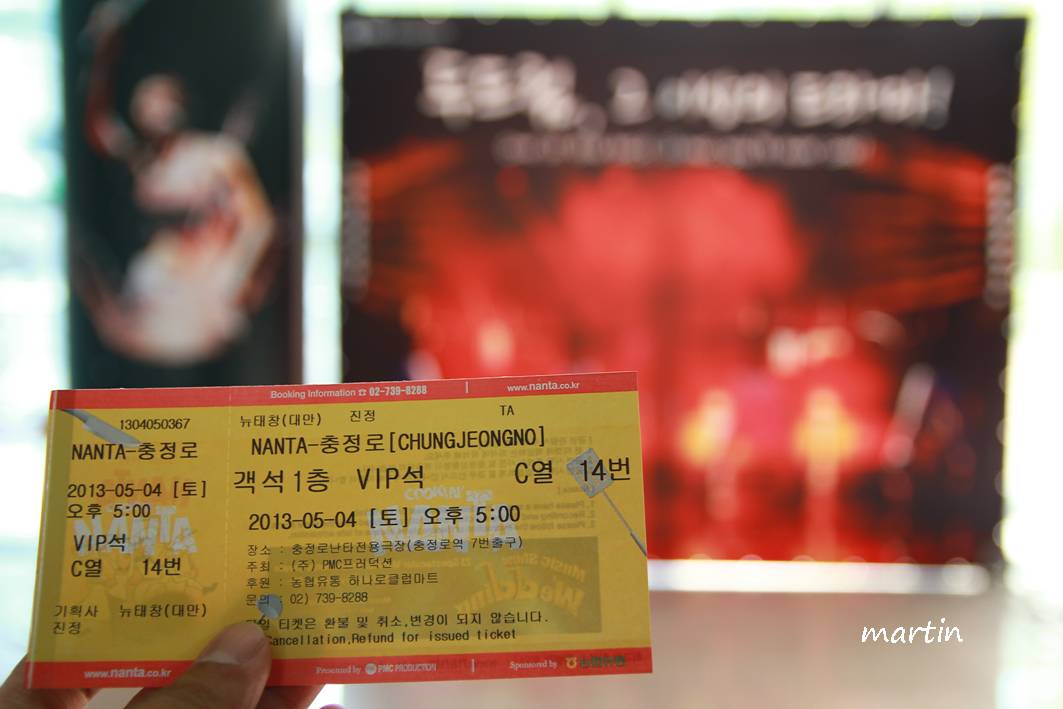 Booking Information ☎ 02-739-8288 | www.nanta.co.kr
1304050367
NANTA-충정로
2013-05-04 [토]
오후 5:00
VIP석
C열 14번
기획사 뉴태창(대만)
진정
www.nanta.co.kr
뉴태창(대만) 진정 TA
NANTA-충정로[CHUNGJEONGNO]
객석1층 VIP석 C열 14번
2013-05-04 [토] 오후 5:00
장소 : 충정로난타전용극장(충정로역 7번출구)
주최 : (주) PMC프러덕션
후원 : 농협유통 하나로클럽마트
문의 : 02) 739-8288
티켓은 환불 및 취소,변경이 되지 않습니다.
Cancellation,Refund for issued ticket
Presented by PMC PRODUCTION | Sponsored by
martin